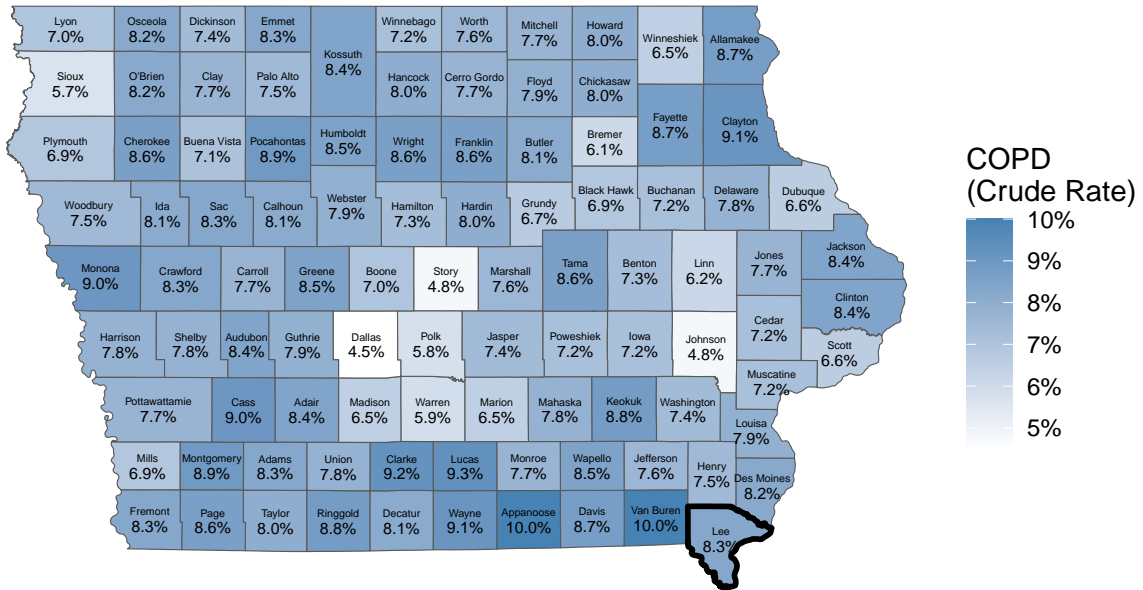 Lyon
7.0%
Osceola
8.2%
Dickinson
7.4%
Emmet
8.3%
Kossuth
8.4%
Winnebago
7.2%
Worth
7.6%
Mitchell
7.7%
Howard
8.0%
Winneshiek
6.5%
Allamakee
8.7%
Sioux
5.7%
O'Brien
8.2%
Clay
7.7%
Palo Alto
7.5%
Hancock
8.0%
Cerro Gordo
7.7%
Floyd
7.9%
Chickasaw
8.0%
Fayette
8.7%
Clayton
9.1%
Plymouth
6.9%
Cherokee
8.6%
Buena Vista
7.1%
Pocahontas
8.9%
Humboldt
8.5%
Wright
8.6%
Franklin
8.6%
Butler
8.1%
Bremer
6.1%
Woodbury
7.5%
Ida
8.1%
Sac
8.3%
Calhoun
8.1%
Webster
7.9%
Hamilton
7.3%
Hardin
8.0%
Grundy
6.7%
Black Hawk
6.9%
Buchanan
7.2%
Delaware
7.8%
Dubuque
6.6%
Monona
9.0%
Crawford
8.3%
Carroll
7.7%
Greene
8.5%
Boone
7.0%
Story
4.8%
Marshall
7.6%
Tama
8.6%
Benton
7.3%
Linn
6.2%
Jones
7.7%
Jackson
8.4%
Clinton
8.4%
Harrison
7.8%
Shelby
7.8%
Audubon
8.4%
Guthrie
7.9%
Dallas
4.5%
Polk
5.8%
Jasper
7.4%
Poweshiek
7.2%
Iowa
7.2%
Johnson
4.8%
Cedar
7.2%
Scott
6.6%
Muscatine
7.2%
Pottawattamie
7.7%
Cass
9.0%
Adair
8.4%
Madison
6.5%
Warren
5.9%
Marion
6.5%
Mahaska
7.8%
Keokuk
8.8%
Washington
7.4%
Louisa
7.9%
Mills
6.9%
Montgomery
8.9%
Adams
8.3%
Union
7.8%
Clarke
9.2%
Lucas
9.3%
Monroe
7.7%
Wapello
8.5%
Jefferson
7.6%
Henry
7.5%
Des Moines
8.2%
Fremont
8.3%
Page
8.6%
Taylor
8.0%
Ringgold
8.8%
Decatur
8.1%
Wayne
9.1%
Appanoose
10.0%
Davis
8.7%
Van Buren
10.0%
Lee
8.3%
COPD
(Crude Rate)
10%
9%
8%
7%
6%
5%